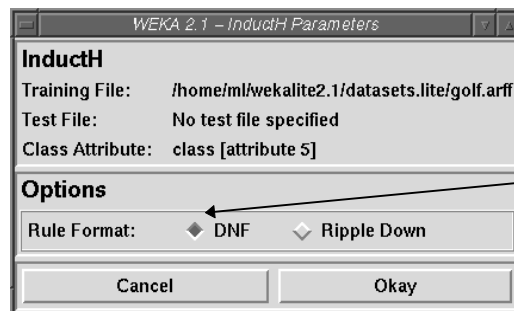 WEKA 2.1 – InductH Parameters
InductH
Training File: /home/ml/wekalite2.1/datasets.lite/golf.arff
Test File: No test file specified
Class Attribute: class [attribute 5]
Options
Rule Format: DNF Ripple Down
Cancel Okay